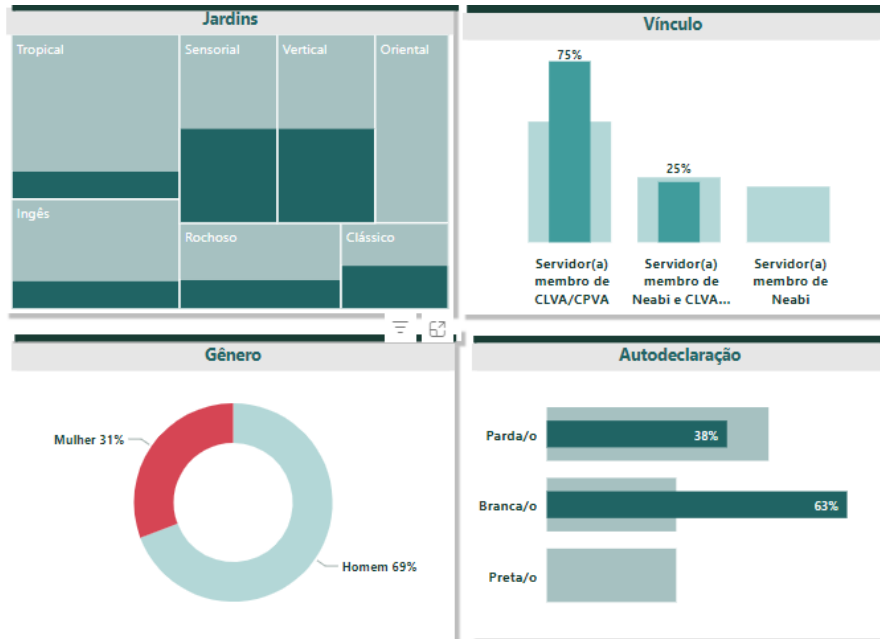 Jardins
Tropical
Sensorial
Vertical
Oriental
Ingês
Rochoso
Clássico
Vínculo
75%
25%
Servidor(a)
membro de
CLVA/CPVA
Servidor(a)
membro de
Neabi e CLVA...
Servidor(a)
membro de
Neabi
Gênero
Mulher 31%
Homem 69%
Autodeclaração
Parda/o
38%
Branca/o
63%
Preta/o